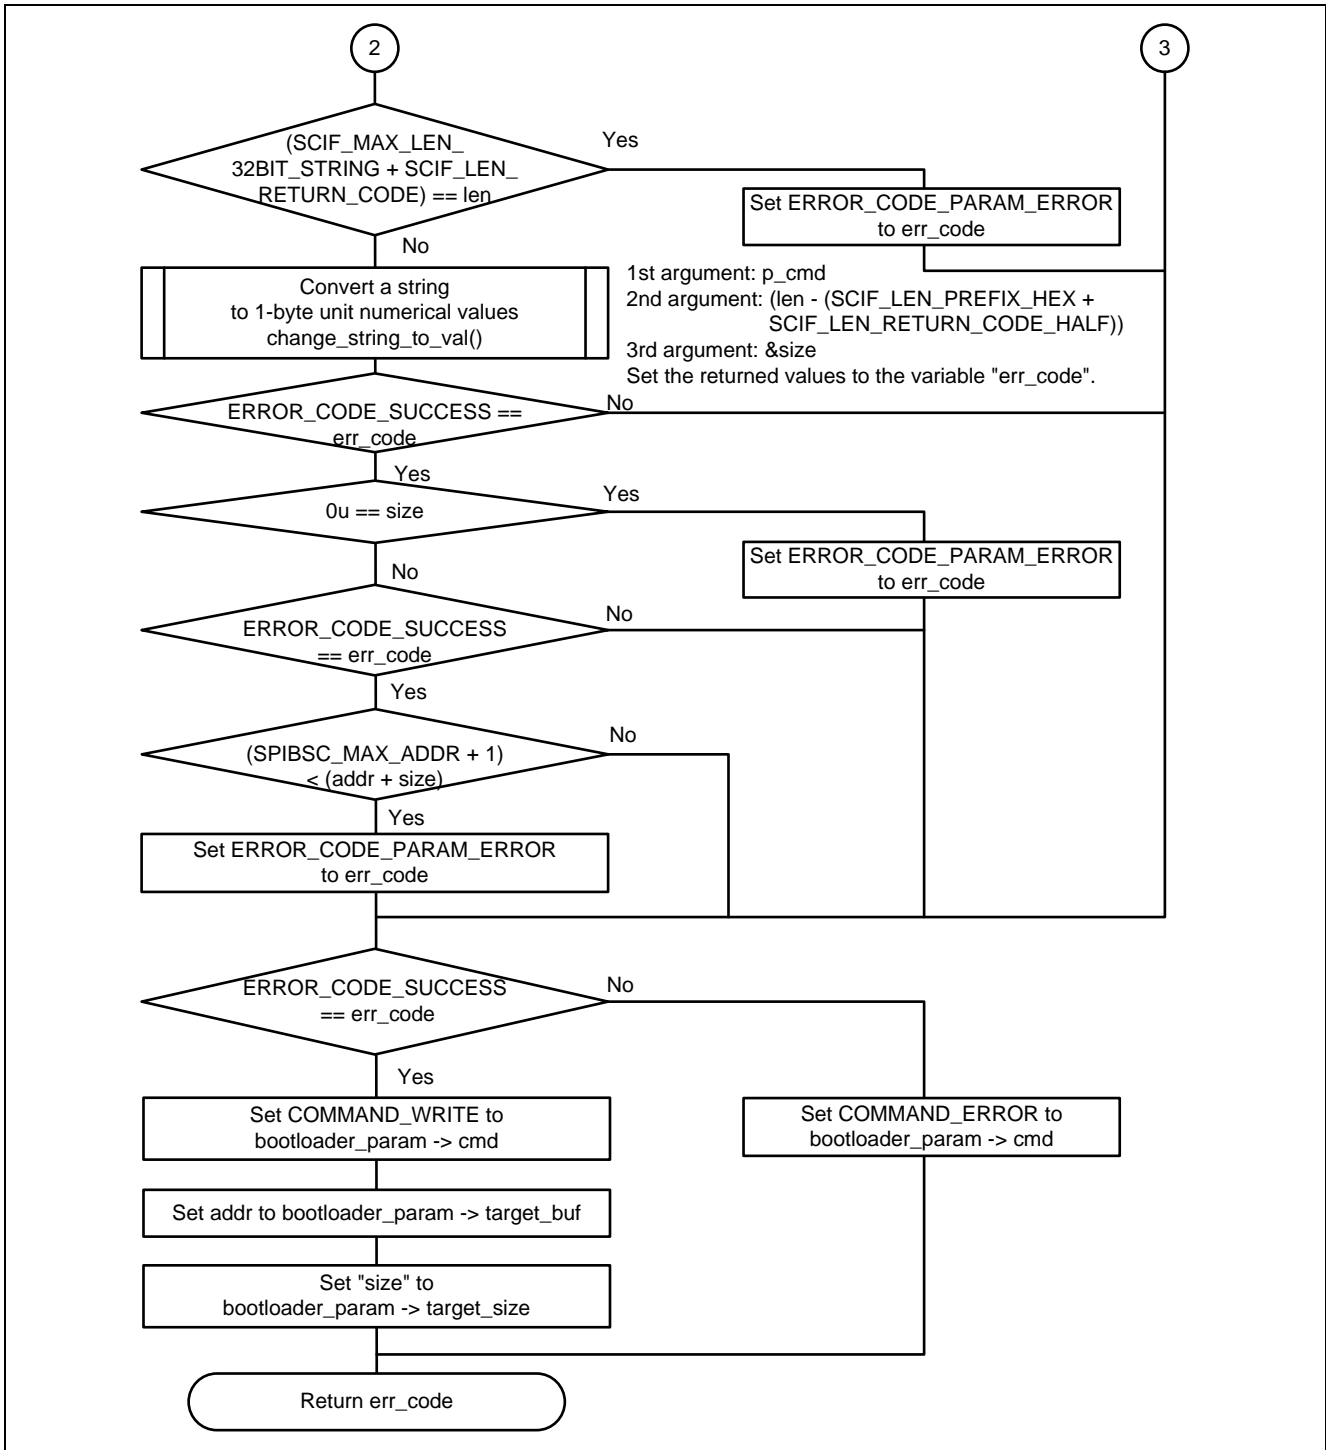 2
3
(SCIF_MAX_LEN_
32BIT_STRING + SCIF_LEN_
RETURN_CODE) == len
Yes
Set ERROR_CODE_PARAM_ERROR
to err_code
No
Convert a string
to 1-byte unit numerical values
change_string_to_val()
1st argument: p_cmd
2nd argument: (len - (SCIF_LEN_PREFIX_HEX +
SCIF_LEN_RETURN_CODE_HALF))
3rd argument: &size
Set the returned values to the variable "err_code".
ERROR_CODE_SUCCESS ==
err_code
No
Yes
0u == size
Yes
Set ERROR_CODE_PARAM_ERROR
to err_code
No
ERROR_CODE_SUCCESS
== err_code
No
Yes
(SPIBSC_MAX_ADDR + 1)
< (addr + size)
No
Yes
Set ERROR_CODE_PARAM_ERROR
to err_code
ERROR_CODE_SUCCESS
== err_code
No
Yes
Set COMMAND_WRITE to
bootloader_param -> cmd
Set COMMAND_ERROR to
bootloader_param -> cmd
Set addr to bootloader_param -> target_buf
Set "size" to
bootloader_param -> target_size
Return err_code